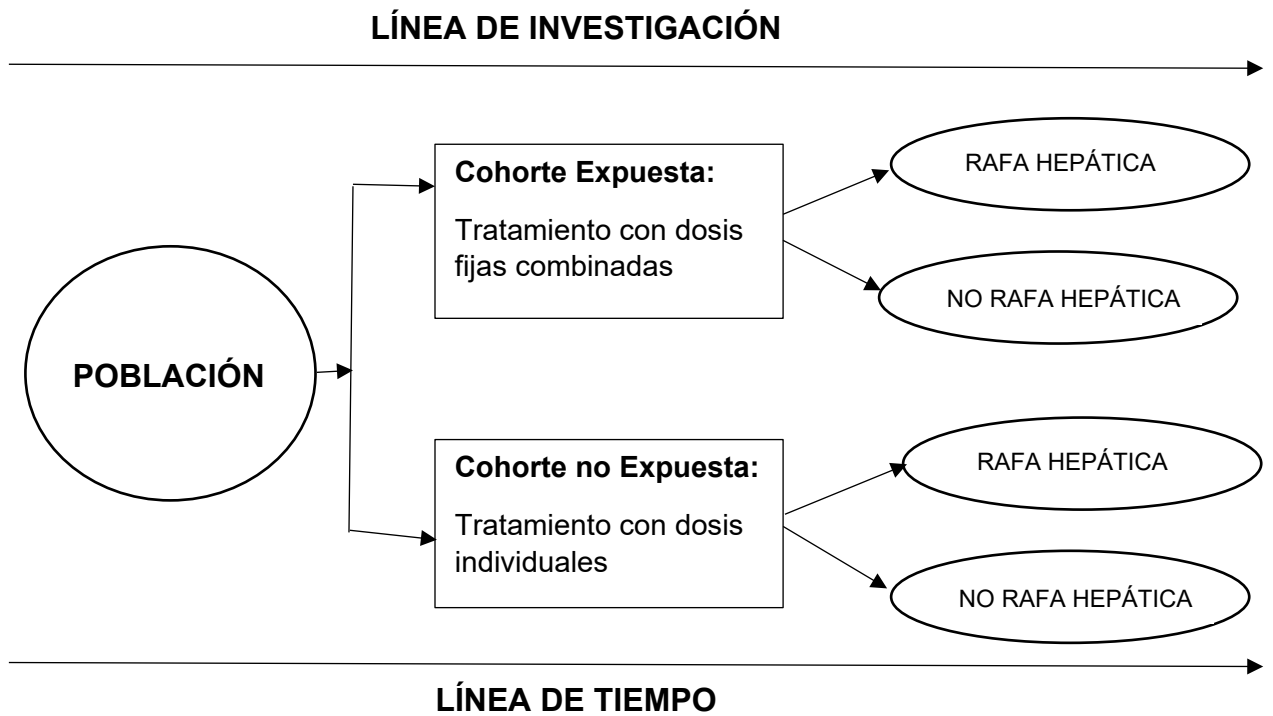 LÍNEA DE INVESTIGACIÓN
POBLACIÓN
Cohorte Expuesta:
Tratamiento con dosis
fijas combinadas
RAFA HEPÁTICA
NO RAFA HEPÁTICA
Cohorte no Expuesta:
Tratamiento con dosis
individuales
RAFA HEPÁTICA
NO RAFA HEPÁTICA
LÍNEA DE TIEMPO